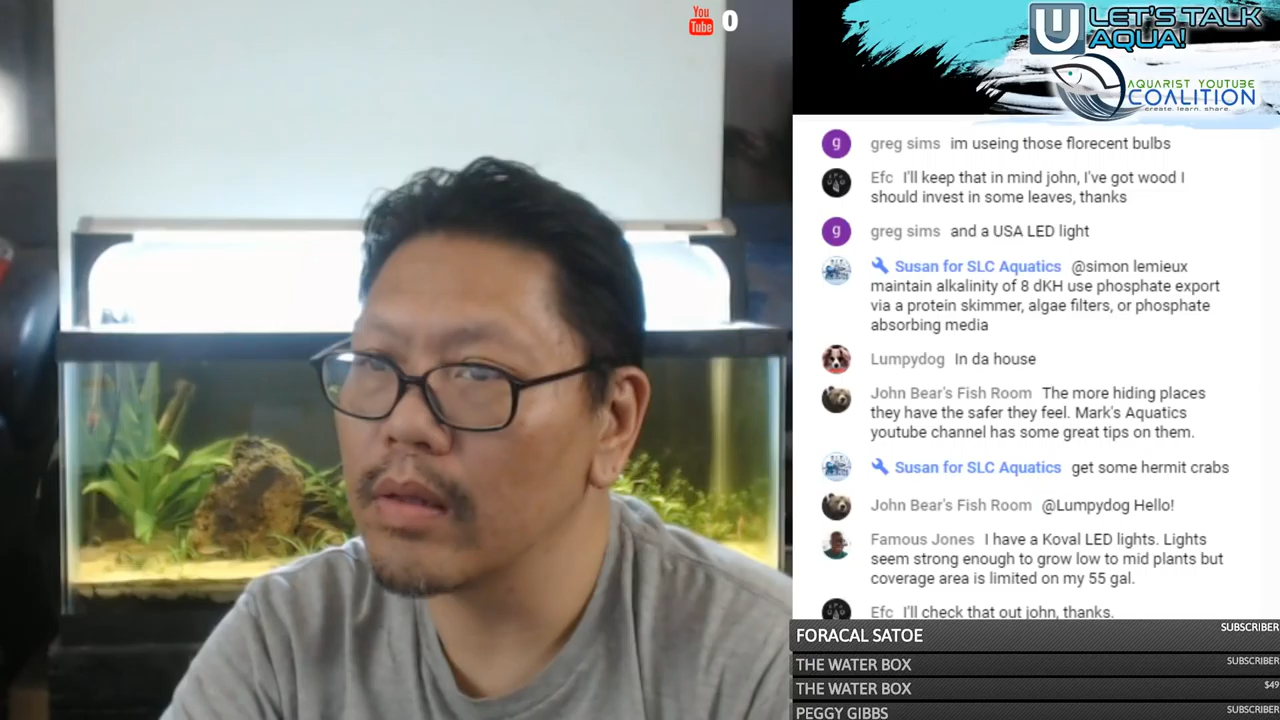 You
Tube
0
U LET'S TALK
AQUA!
AQUARIST YOUTUBE
COALITION
create. learn. share.
g greg sims im useing those florecent bulbs
Efc I'll keep that in mind john, I've got wood I
should invest in some leaves, thanks
g greg sims and a USA LED light
Susan for SLC Aquatics @simon lemieux
maintain alkalinity of 8 dKH use phosphate export
via a protein skimmer, algae filters, or phosphate
absorbing media
Lumpydog In da house
John Bear's Fish Room The more hiding places
they have the safer they feel. Mark's Aquatics
youtube channel has some great tips on them.
Susan for SLC Aquatics get some hermit crabs
John Bear's Fish Room @Lumpydog Hello!
Famous Jones I have a Koval LED lights. Lights
seem strong enough to grow low to mid plants but
coverage area is limited on my 55 gal.
Efc I'll check that out john, thanks.
FORACAL SATOE SUBSCRIBER
THE WATER BOX SUBSCRIBER
THE WATER BOX $49
PEGGY GIBBS SUBSCRIBER